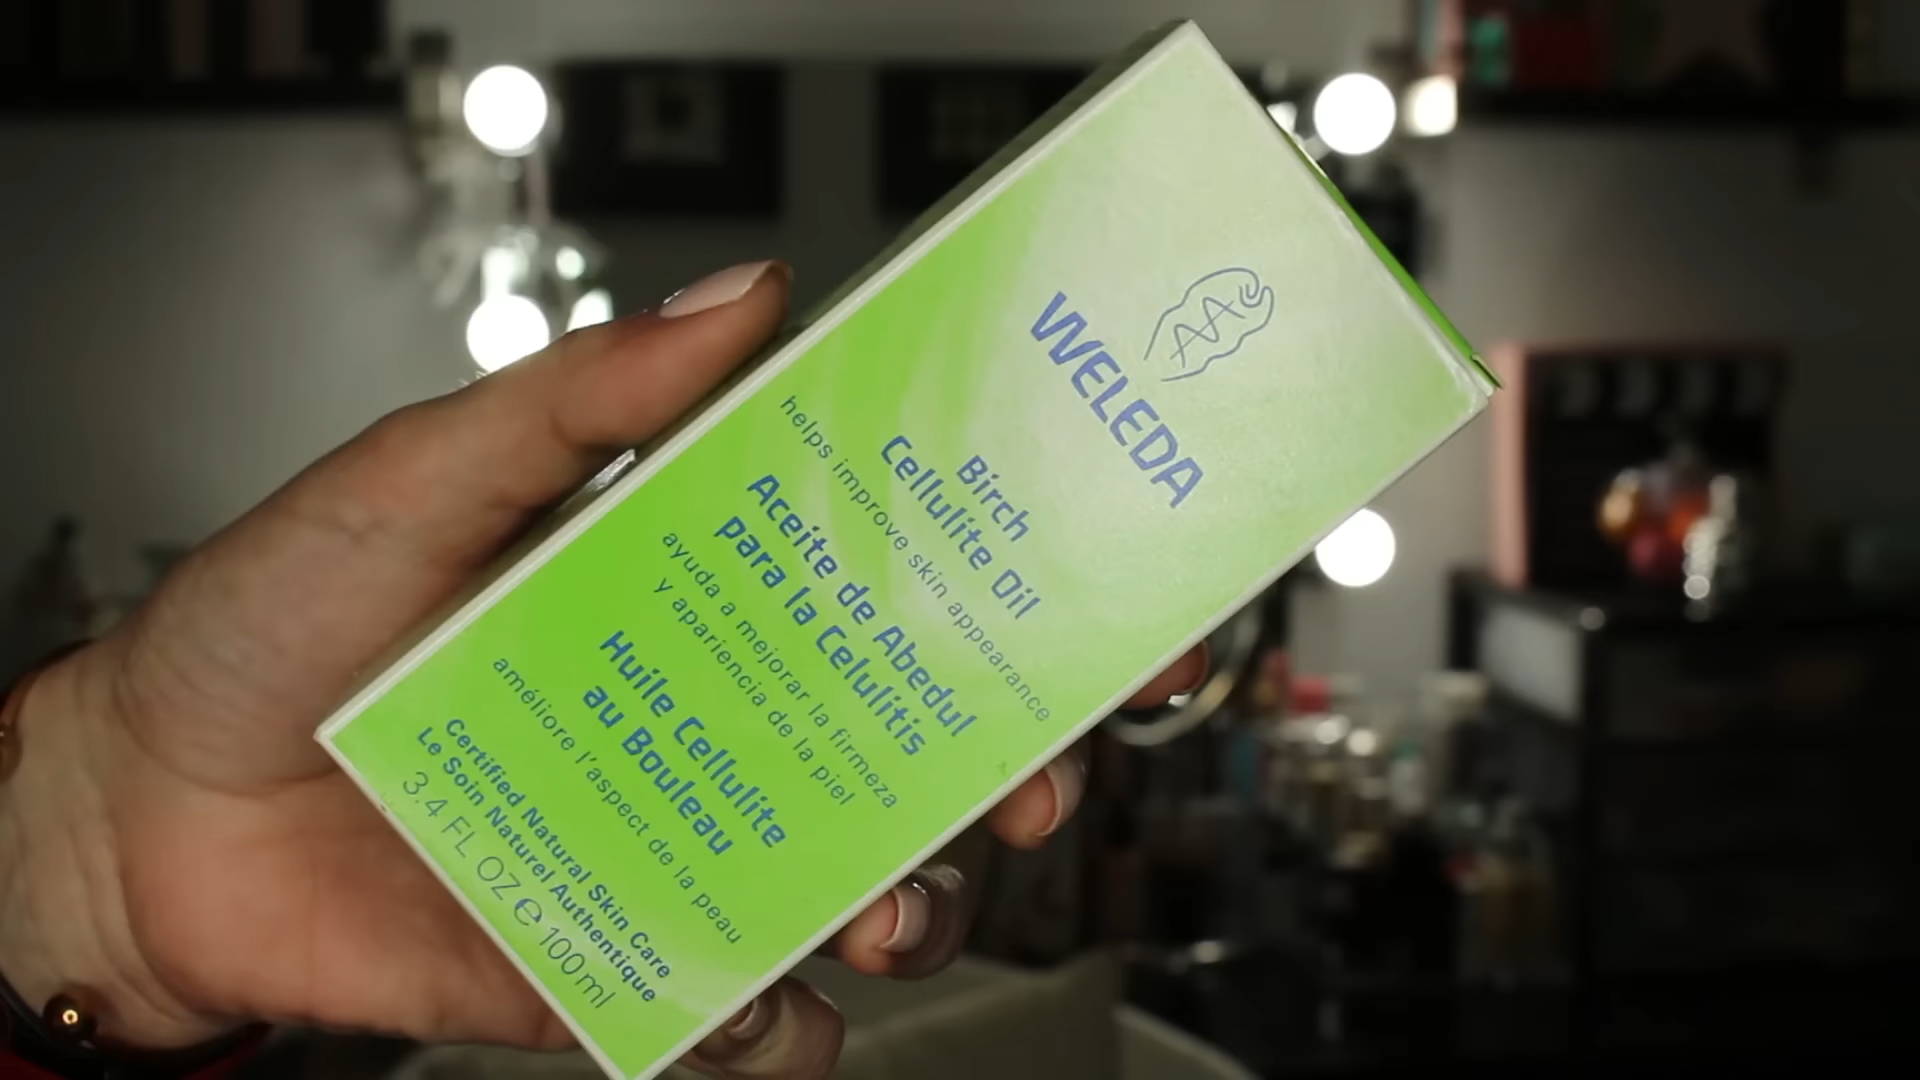 WELEDA
Birch
Cellulite Oil
helps improve skin appearance
Aceite de Abedul
para la Celulitis
ayuda a mejorar la firmeza
y apariencia de la piel
Huile Cellulite
au Bouleau
améliore l'aspect de la peau
Certified Natural Skin Care
Le Soin Naturel Authentique
3.4 FL OZ ℮ 100 ml